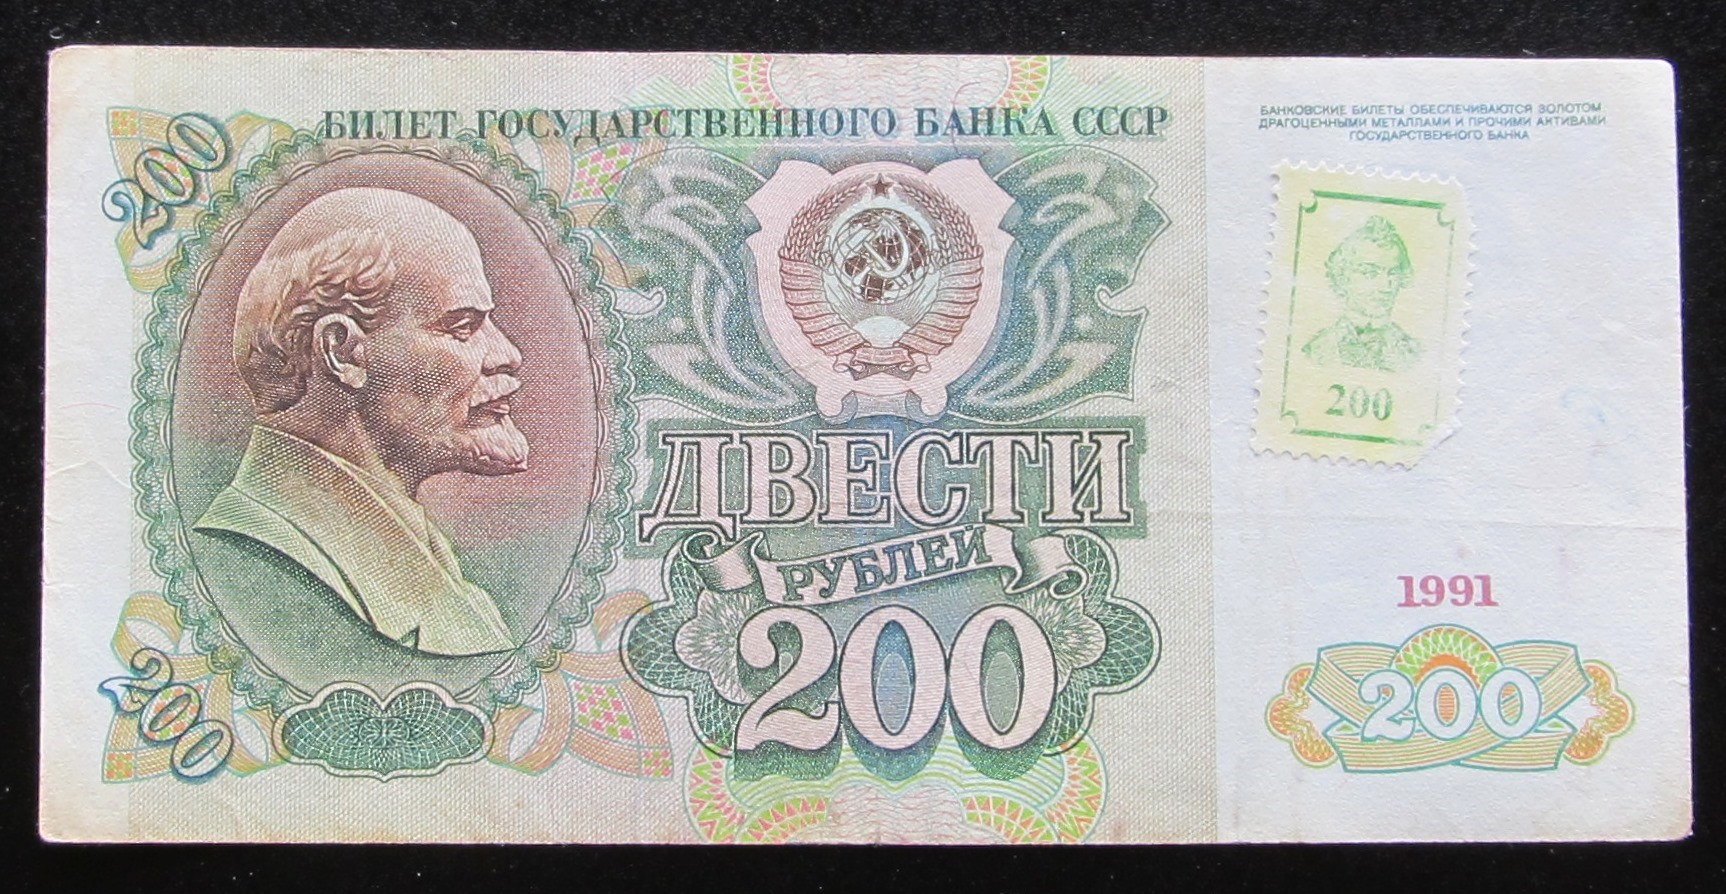 200
БИЛЕТ ГОСУДАРСТВЕННОГО БАНКА СССР
БАНКОВСКИЕ БИЛЕТЫ ОБЕСПЕЧИВАЮТСЯ ЗОЛОТОМ
ДРАГОЦЕННЫМИ МЕТАЛЛАМИ И ПРОЧИМИ АКТИВАМИ
ГОСУДАРСТВЕННОГО БАНКА
200
ДВЕСТИ
РУБЛЕЙ
200
1991
200
200